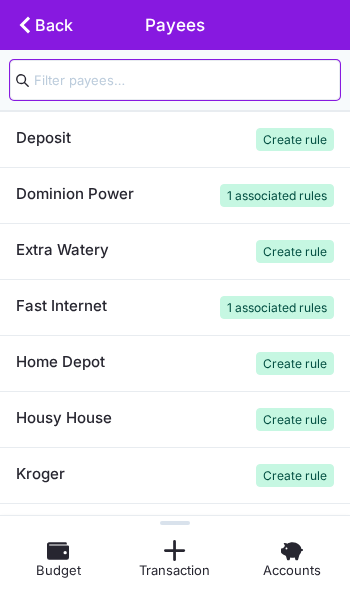 Back
Payees
Filter payees...
Deposit
Create rule
Dominion Power
1 associated rules
Extra Watery
Create rule
Fast Internet
1 associated rules
Home Depot
Create rule
Housy House
Create rule
Kroger
Create rule
Budget
Transaction
Accounts